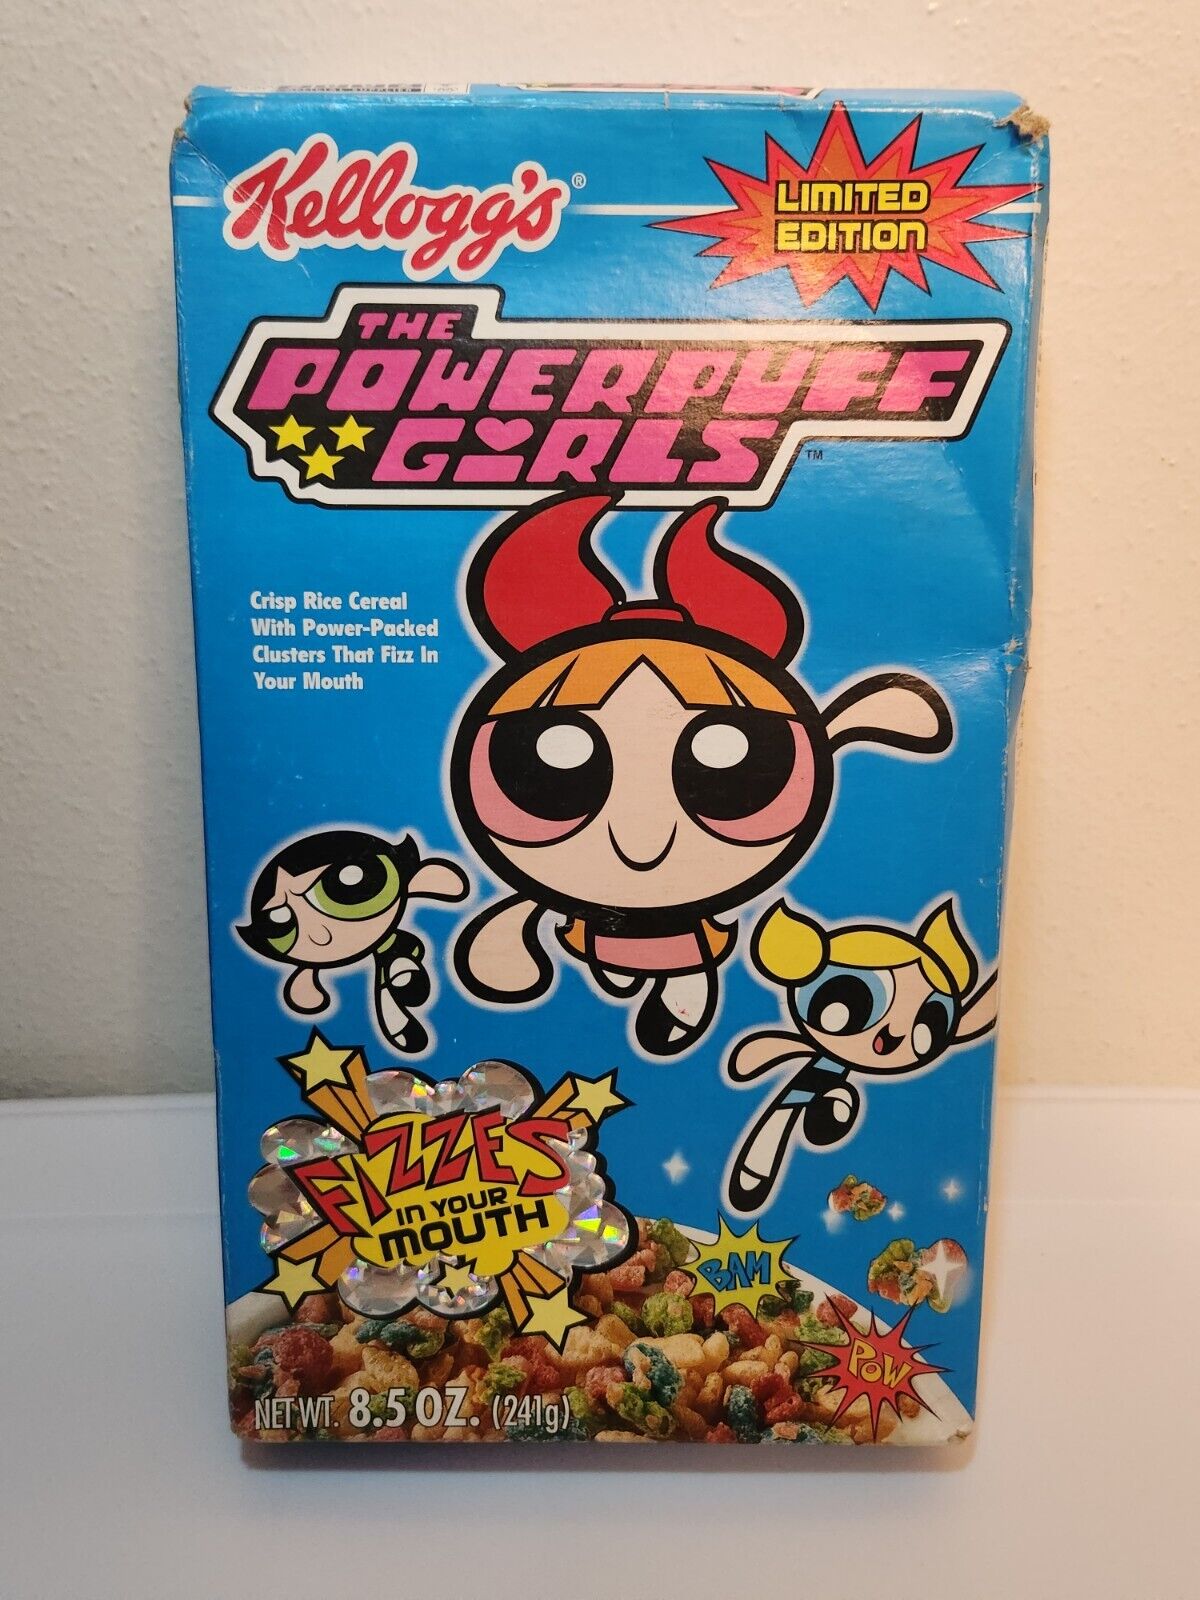 Kellogg's®
LIMITED
EDITION
THE
POWERPUFF
GIRLS
TM
Crisp Rice Cereal
With Power-Packed
Clusters That Fizz In
Your Mouth
FIZZES
IN YOUR
MOUTH
BAM
POW
NET WT. 8.5 OZ. (241g)